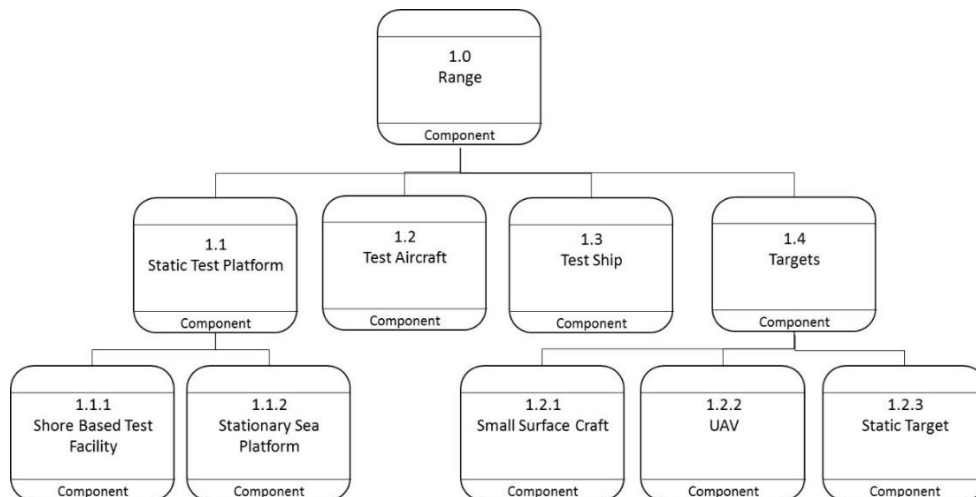 1.0
Range
Component
1.1
Static Test Platform
Component
1.2
Test Aircraft
Component
1.3
Test Ship
Component
1.4
Targets
Component
1.1.1
Shore Based Test
Facility
Component
1.1.2
Stationary Sea
Platform
Component
1.2.1
Small Surface Craft
Component
1.2.2
UAV
Component
1.2.3
Static Target
Component